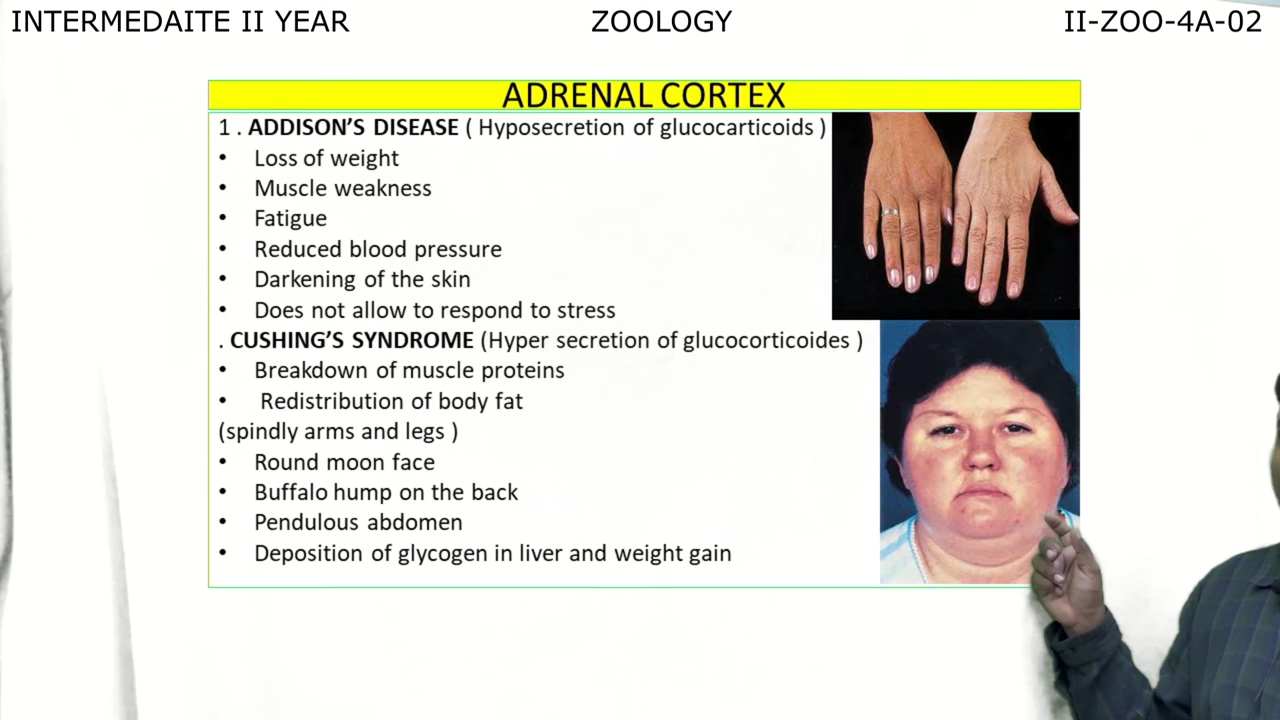 INTERMEDAITE II YEAR ZOOLOGY II-ZOO-4A-02
ADRENAL CORTEX
1 . ADDISON'S DISEASE ( Hyposecretion of glucocarticoids )
• Loss of weight
• Muscle weakness
• Fatigue
• Reduced blood pressure
• Darkening of the skin
• Does not allow to respond to stress
. CUSHING'S SYNDROME (Hyper secretion of glucocorticoides )
• Breakdown of muscle proteins
• Redistribution of body fat
(spindly arms and legs )
• Round moon face
• Buffalo hump on the back
• Pendulous abdomen
• Deposition of glycogen in liver and weight gain